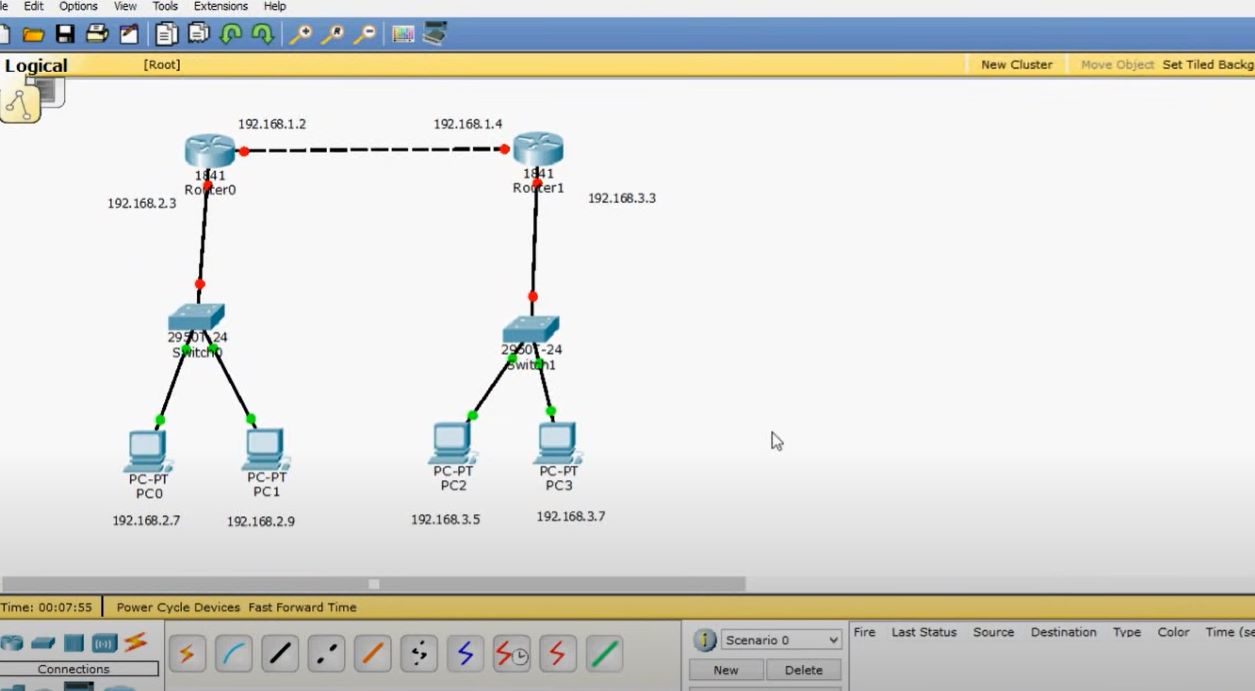 le Edit Options View Tools Extensions Help
Logical [Root] New Cluster Move Object Set Tiled Backg
192.168.1.2 192.168.1.4
1841
Router0
1841
Router1
192.168.2.3
192.168.3.3
2950T-24
Switch0
2950T-24
Switch1
PC-PT
PC0
PC-PT
PC1
PC-PT
PC2
PC-PT
PC3
192.168.2.7 192.168.2.9 192.168.3.5 192.168.3.7
Time: 00:07:55 Power Cycle Devices Fast Forward Time
Scenario 0
Fire Last Status Source Destination Type Color Time (se
New Delete
Connections